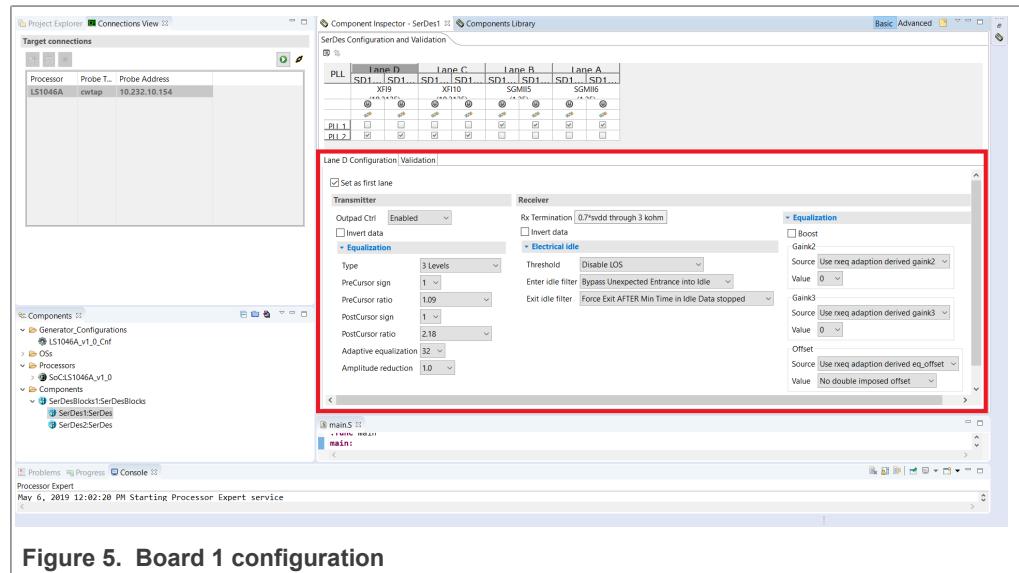 Project Explorer Connections View
Target connections
Processor Probe T... Probe Address
LS1046A cwtap 10.232.10.154
Components
Generator_Configurations
LS1046A_v1_0_Cnf
OSs
Processors
SoC:LS1046A_v1_0
Components
SerDesBlocks1:SerDesBlocks
SerDes1:SerDes
SerDes2:SerDes
Component Inspector - SerDes1 Components Library
Basic Advanced
SerDes Configuration and Validation
PLL Lane D Lane C Lane B Lane A
SD1... SD1... SD1... SD1... SD1... SD1... SD1... SD1...
XFI9 XFI10 SGMII5 SGMII6
PLL 1
PLL 2
Lane D Configuration Validation
Set as first lane
Transmitter
Outpad Ctrl Enabled
Invert data
Equalization
Type 3 Levels
PreCursor sign 1
PreCursor ratio 1.09
PostCursor sign 1
PostCursor ratio 2.18
Adaptive equalization 32
Amplitude reduction 1.0
Receiver
Rx Termination 0.7*svdd through 3 kohm
Invert data
Electrical idle
Threshold Disable LOS
Enter idle filter Bypass Unexpected Entrance into Idle
Exit idle filter Force Exit AFTER Min Time in Idle Data stopped
Equalization
Boost
Gaink2
Source Use rxeq adaption derived gaink2
Value 0
Gaink3
Source Use rxeq adaption derived gaink3
Value 0
Offset
Source Use rxeq adaption derived eq_offset
Value No double imposed offset
main.S
main:
Problems Progress Console
Processor Expert
May 6, 2019 12:02:20 PM Starting Processor Expert service
Figure 5. Board 1 configuration